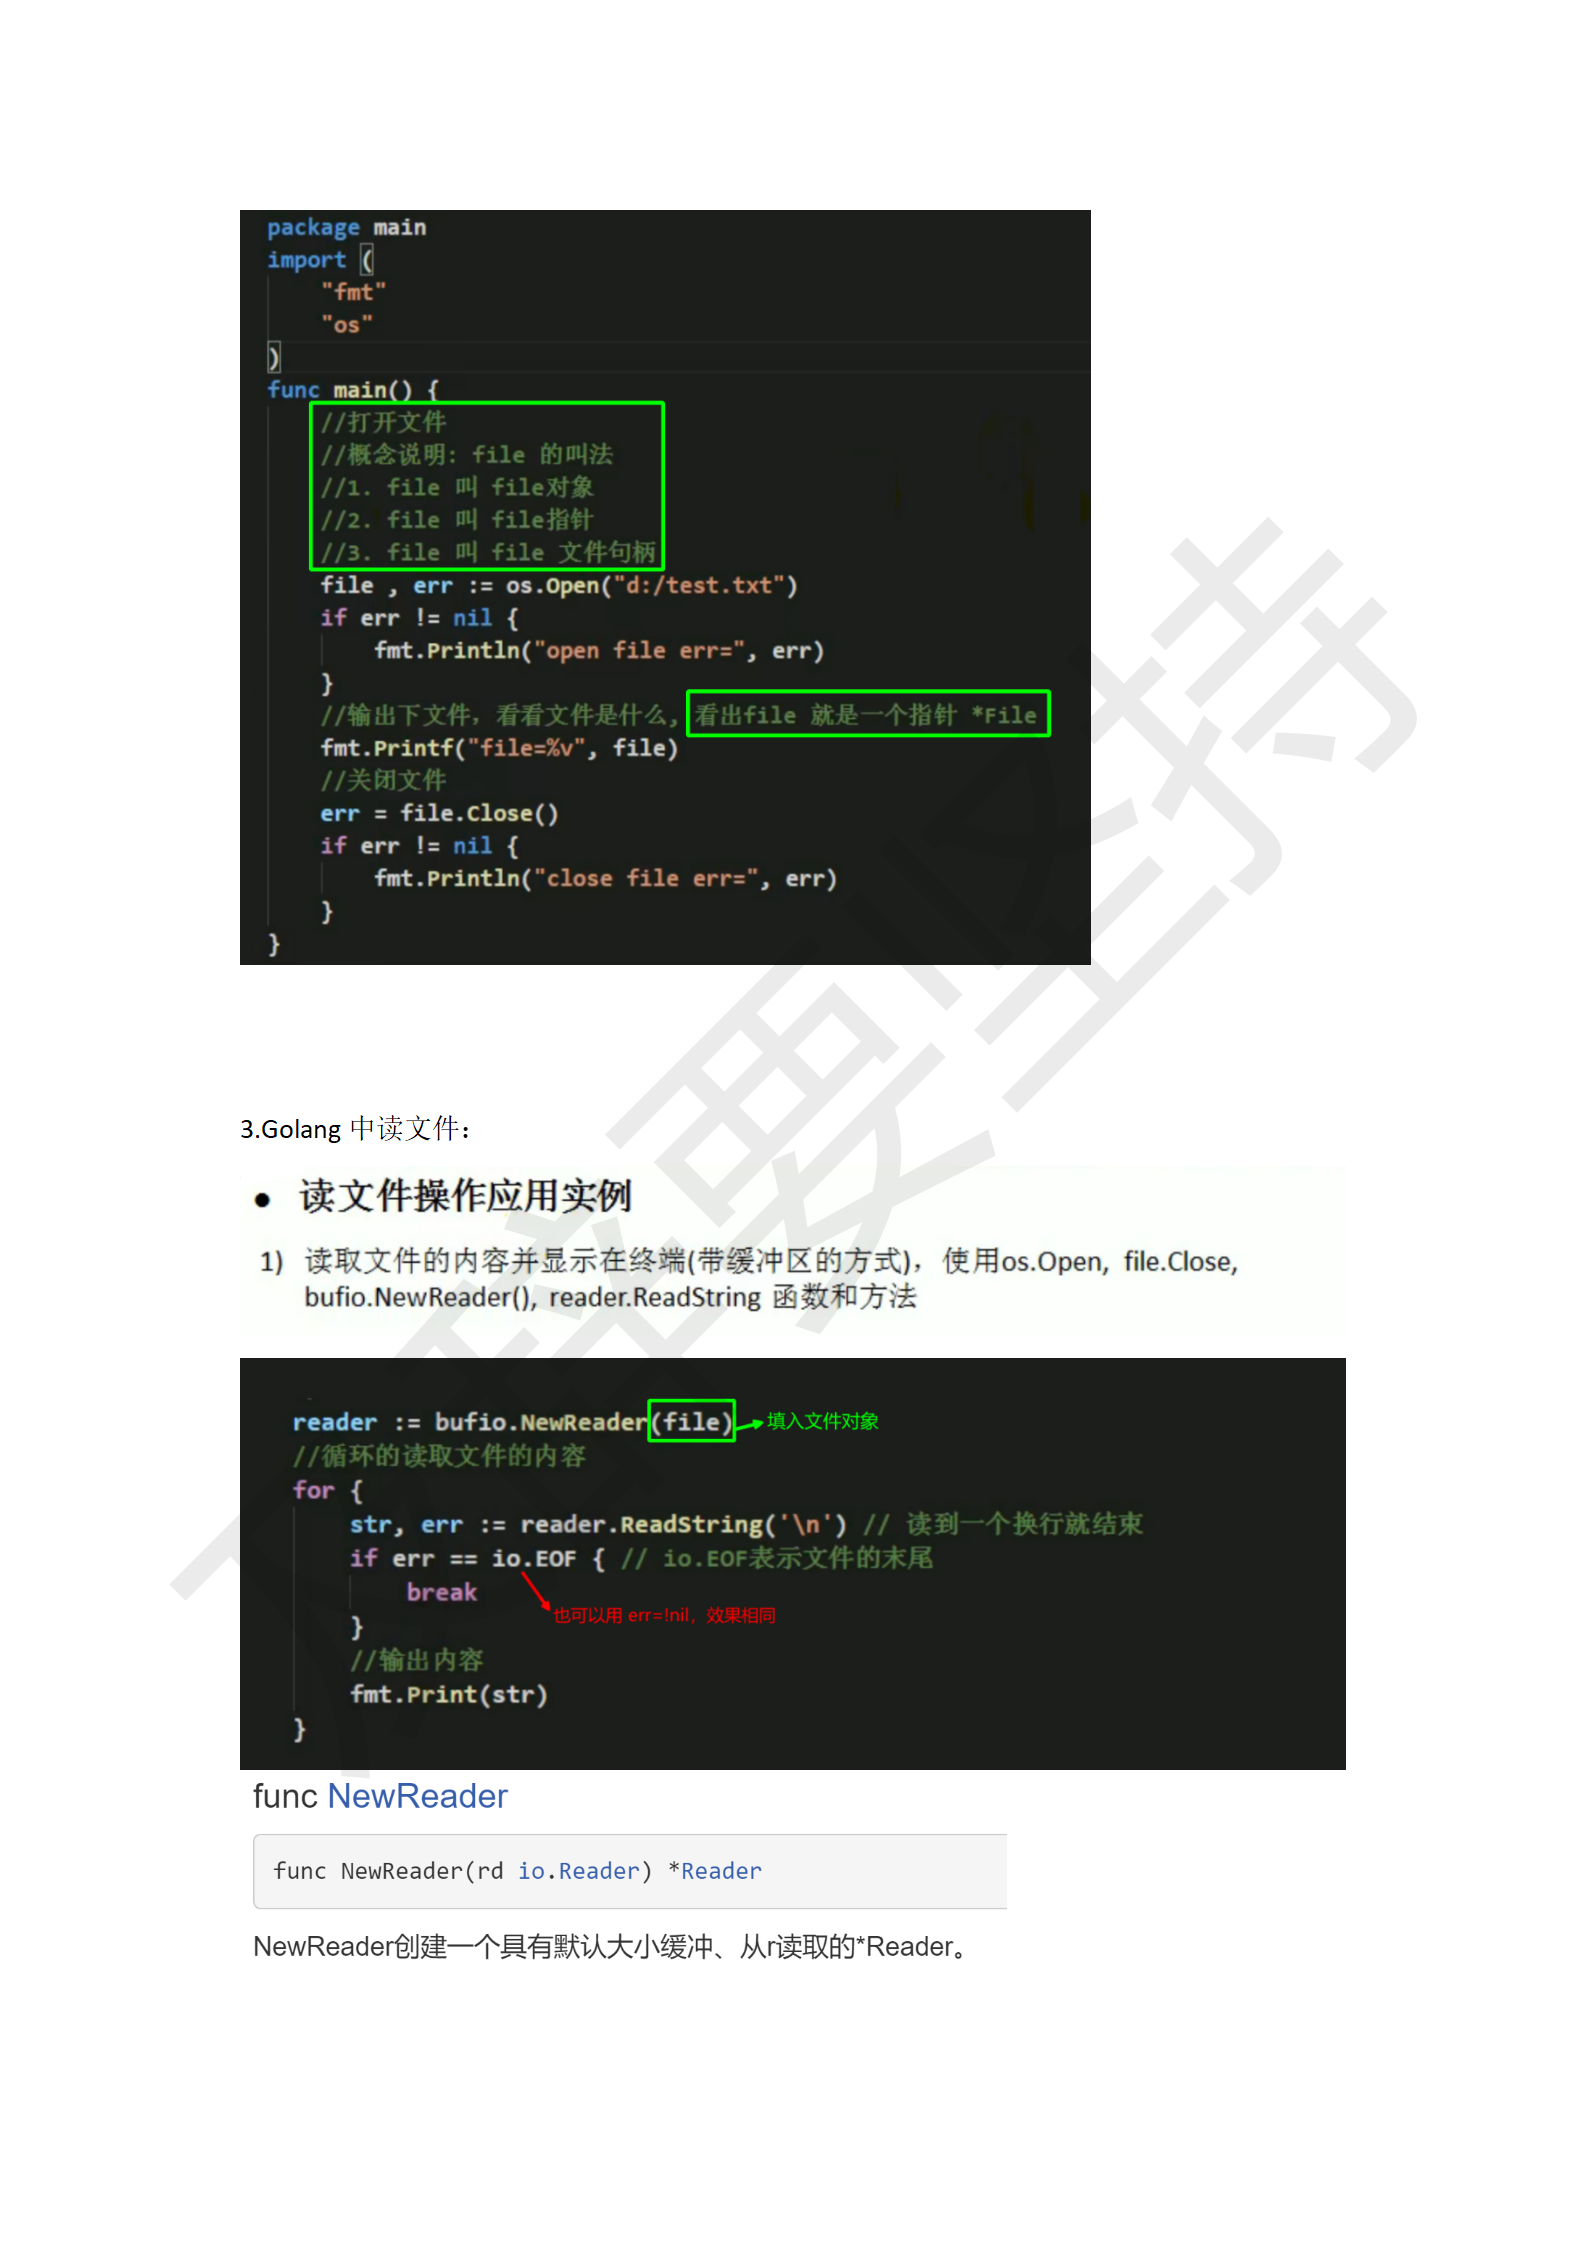 package main
import (
"fmt"
"os"
)
func main() {
//打开文件
//概念说明: file 的叫法
//1. file 叫 file对象
//2. file 叫 file指针
//3. file 叫 file 文件句柄
file , err := os.Open("d:/test.txt")
if err != nil {
fmt.Println("open file err=", err)
}
//输出下文件，看看文件是什么, 看出file 就是一个指针 *File
fmt.Printf("file=%v", file)
//关闭文件
err = file.Close()
if err != nil {
fmt.Println("close file err=", err)
}
}
3.Golang 中读文件：
● 读文件操作应用实例
1) 读取文件的内容并显示在终端(带缓冲区的方式)，使用os.Open, file.Close,
bufio.NewReader(), reader.ReadString 函数和方法
reader := bufio.NewReader(file) 填入文件对象
//循环的读取文件的内容
for {
str, err := reader.ReadString('\n') // 读到一个换行就结束
if err == io.EOF { // io.EOF表示文件的末尾
break
也可以用 err=!nil，效果相同
}
//输出内容
fmt.Print(str)
}
func NewReader
func NewReader(rd io.Reader) *Reader
NewReader创建一个具有默认大小缓冲、从r读取的*Reader。